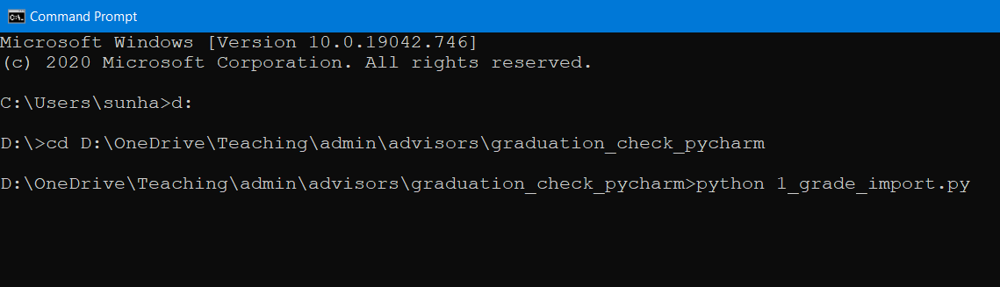 Command Prompt
Microsoft Windows [Version 10.0.19042.746]
(c) 2020 Microsoft Corporation. All rights reserved.
C:\Users\sunha>d:
D:\>cd D:\OneDrive\Teaching\admin\advisors\graduation_check_pycharm
D:\OneDrive\Teaching\admin\advisors\graduation_check_pycharm>python 1_grade_import.py